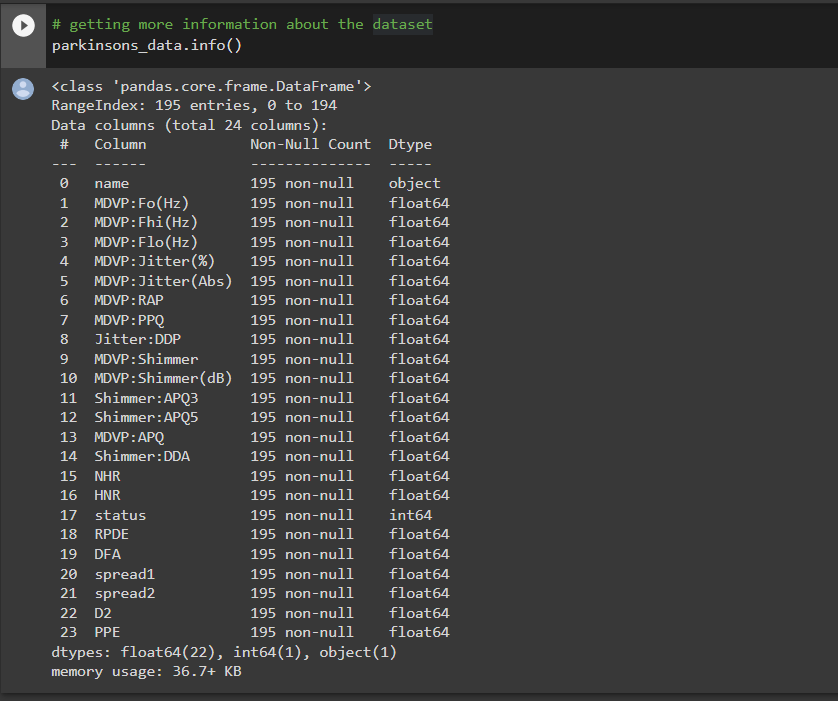 # getting more information about the dataset
parkinsons_data.info()
<class 'pandas.core.frame.DataFrame'>
RangeIndex: 195 entries, 0 to 194
Data columns (total 24 columns):
 #   Column            Non-Null Count  Dtype
---  ------            --------------  -----
 0   name              195 non-null    object
 1   MDVP:Fo(Hz)       195 non-null    float64
 2   MDVP:Fhi(Hz)      195 non-null    float64
 3   MDVP:Flo(Hz)      195 non-null    float64
 4   MDVP:Jitter(%)    195 non-null    float64
 5   MDVP:Jitter(Abs)  195 non-null    float64
 6   MDVP:RAP          195 non-null    float64
 7   MDVP:PPQ          195 non-null    float64
 8   Jitter:DDP        195 non-null    float64
 9   MDVP:Shimmer      195 non-null    float64
 10  MDVP:Shimmer(dB)  195 non-null    float64
 11  Shimmer:APQ3      195 non-null    float64
 12  Shimmer:APQ5      195 non-null    float64
 13  MDVP:APQ          195 non-null    float64
 14  Shimmer:DDA       195 non-null    float64
 15  NHR               195 non-null    float64
 16  HNR               195 non-null    float64
 17  status            195 non-null    int64
 18  RPDE              195 non-null    float64
 19  DFA               195 non-null    float64
 20  spread1           195 non-null    float64
 21  spread2           195 non-null    float64
 22  D2                195 non-null    float64
 23  PPE               195 non-null    float64
dtypes: float64(22), int64(1), object(1)
memory usage: 36.7+ KB